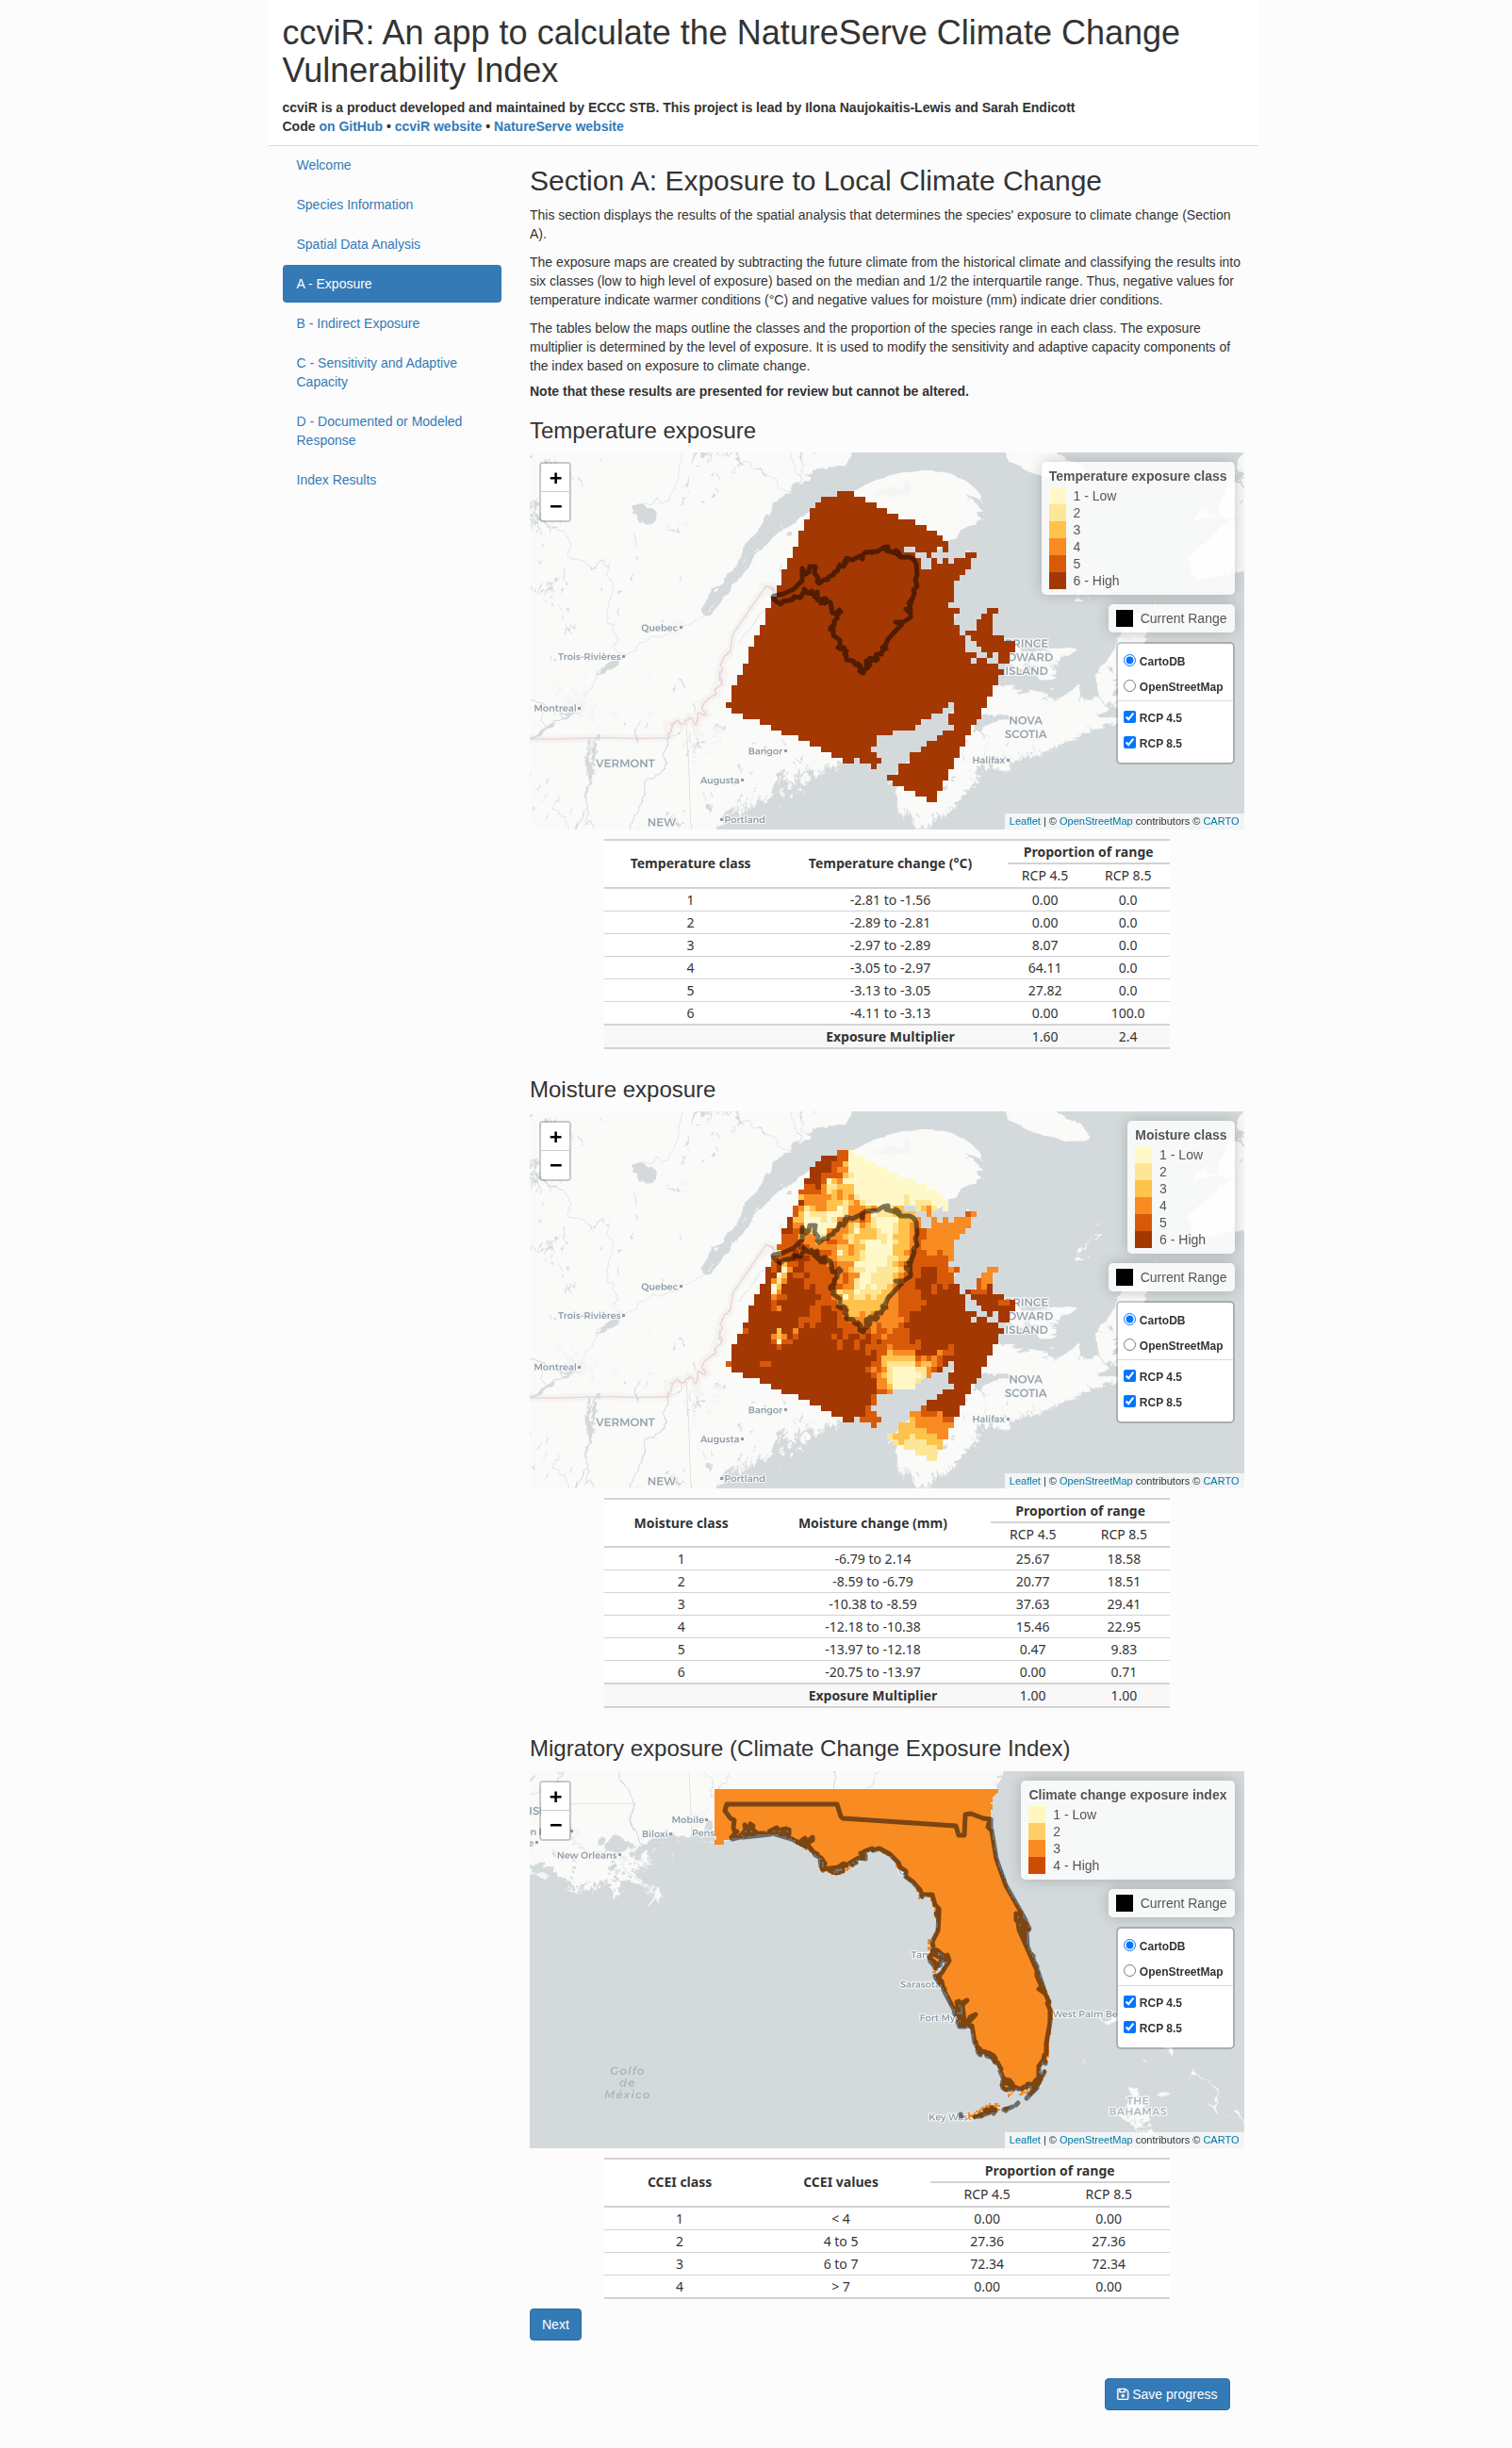 ccviR: An app to calculate the NatureServe Climate Change
Vulnerability Index
ccviR is a product developed and maintained by ECCC STB. This project is lead by Ilona Naujokaitis-Lewis and Sarah Endicott
Code on GitHub • ccviR website • NatureServe website
Welcome
Species Information
Spatial Data Analysis
A - Exposure
B - Indirect Exposure
C - Sensitivity and Adaptive
Capacity
D - Documented or Modeled
Response
Index Results
Section A: Exposure to Local Climate Change
This section displays the results of the spatial analysis that determines the species' exposure to climate change (Section
A).
The exposure maps are created by subtracting the future climate from the historical climate and classifying the results into
six classes (low to high level of exposure) based on the median and 1/2 the interquartile range. Thus, negative values for
temperature indicate warmer conditions (°C) and negative values for moisture (mm) indicate drier conditions.
The tables below the maps outline the classes and the proportion of the species range in each class. The exposure
multiplier is determined by the level of exposure. It is used to modify the sensitivity and adaptive capacity components of
the index based on exposure to climate change.
Note that these results are presented for review but cannot be altered.
Temperature exposure
+
−
Temperature exposure class
1 - Low
2
3
4
5
6 - High
Current Range
CartoDB
OpenStreetMap
RCP 4.5
RCP 8.5
Quebec
Trois-Rivières
Montreal
VERMONT
Bangor
Augusta
NEW
Portland
RINCE
DWARD
ISLAND
NOVA
SCOTIA
Halifax
Leaflet | © OpenStreetMap contributors © CARTO
Temperature class Temperature change (°C) Proportion of range
RCP 4.5 RCP 8.5
1 -2.81 to -1.56 0.00 0.0
2 -2.89 to -2.81 0.00 0.0
3 -2.97 to -2.89 8.07 0.0
4 -3.05 to -2.97 64.11 0.0
5 -3.13 to -3.05 27.82 0.0
6 -4.11 to -3.13 0.00 100.0
Exposure Multiplier 1.60 2.4
Moisture exposure
+
−
Moisture class
1 - Low
2
3
4
5
6 - High
Current Range
CartoDB
OpenStreetMap
RCP 4.5
RCP 8.5
Quebec
Trois-Rivières
Montreal
VERMONT
Bangor
Augusta
NEW
Portland
RINCE
DWARD
ISLAND
NOVA
SCOTIA
Halifax
Leaflet | © OpenStreetMap contributors © CARTO
Moisture class Moisture change (mm) Proportion of range
RCP 4.5 RCP 8.5
1 -6.79 to 2.14 25.67 18.58
2 -8.59 to -6.79 20.77 18.51
3 -10.38 to -8.59 37.63 29.41
4 -12.18 to -10.38 15.46 22.95
5 -13.97 to -12.18 0.47 9.83
6 -20.75 to -13.97 0.00 0.71
Exposure Multiplier 1.00 1.00
Migratory exposure (Climate Change Exposure Index)
+
−
Climate change exposure index
1 - Low
2
3
4 - High
Current Range
CartoDB
OpenStreetMap
RCP 4.5
RCP 8.5
Mobile
Biloxi
Pens
New Orleans
Tam
Sarasota
Fort My
West Palm Be
Golfo
de
México
Key West
THE
BAHAMAS
Leaflet | © OpenStreetMap contributors © CARTO
CCEI class CCEI values Proportion of range
RCP 4.5 RCP 8.5
1 < 4 0.00 0.00
2 4 to 5 27.36 27.36
3 6 to 7 72.34 72.34
4 > 7 0.00 0.00
Next
Save progress